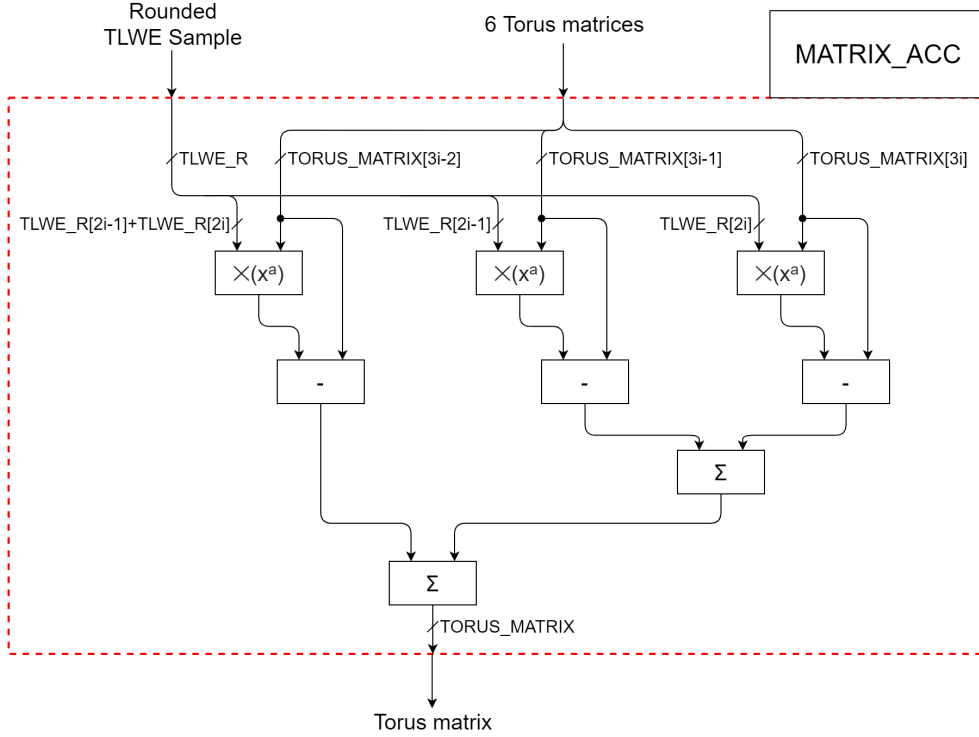 Rounded
TLWE Sample
6 Torus matrices
MATRIX_ACC
TLWE_R
TORUS_MATRIX[3i-2]
TORUS_MATRIX[3i-1]
TORUS_MATRIX[3i]
TLWE_R[2i-1]+TLWE_R[2i]
TLWE_R[2i-1]
TLWE_R[2i]
×(xᵃ)
×(xᵃ)
×(xᵃ)
-
-
-
Σ
Σ
TORUS_MATRIX
Torus matrix